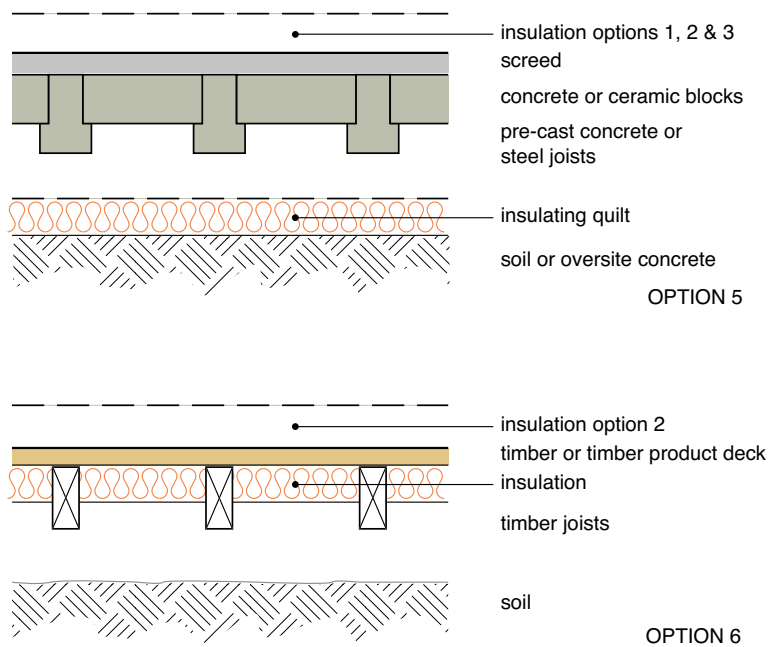 insulation options 1, 2 & 3
screed
concrete or ceramic blocks
pre-cast concrete or
steel joists
insulating quilt
soil or oversite concrete
OPTION 5
insulation option 2
timber or timber product deck
insulation
timber joists
soil
OPTION 6